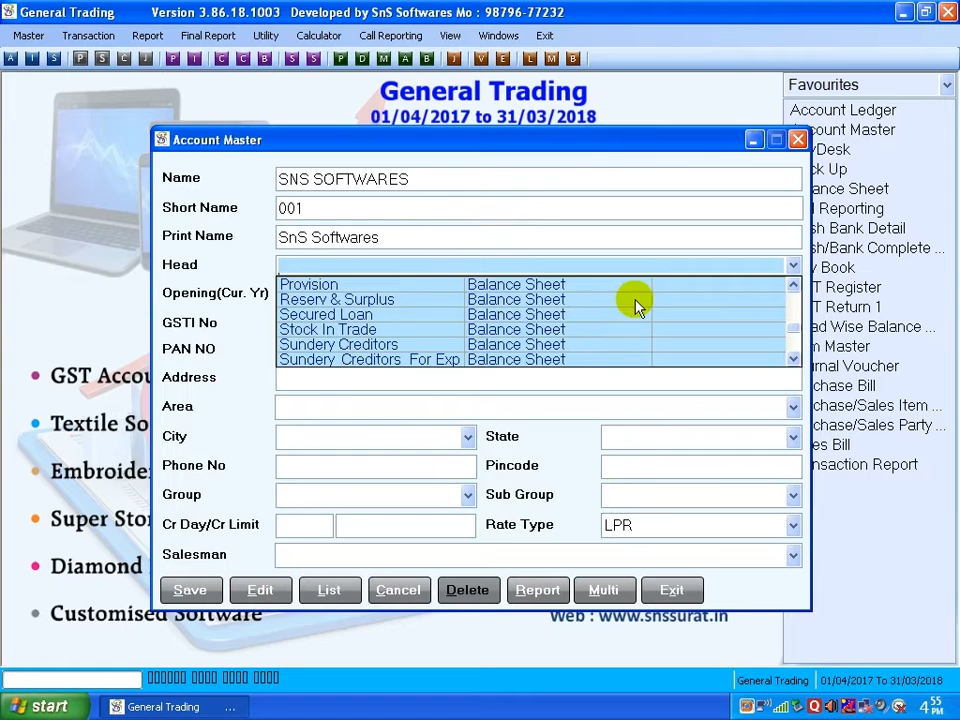 General Trading Version 3.86.18.1003 Developed by SnS Softwares Mo : 98796-77232
Master Transaction Report Final Report Utility Calculator Call Reporting View Windows Exit
A I S P S C J P T C C B S S P D M A B J V E L M B
General Trading
01/04/2017 to 31/03/2018
Favourites
Account Ledger
ccount Master
yDesk
ck Up
ance Sheet
l Reporting
sh Bank Detail
sh/Bank Complete ...
y Book
T Register
T Return 1
ad Wise Balance ...
m Master
urnal Voucher
rchase Bill
rchase/Sales Item ...
rchase/Sales Party ...
es Bill
nsaction Report
Account Master
Name SNS SOFTWARES
Short Name 001
Print Name SnS Softwares
Head
Opening(Cur. Yr)
GSTI No
PAN NO
Provision Balance Sheet
Reserv & Surplus Balance Sheet
Secured Loan Balance Sheet
Stock In Trade Balance Sheet
Sundery Creditors Balance Sheet
Sundery Creditors For Exp Balance Sheet
Address
Area
City State
Phone No Pincode
Group Sub Group
Cr Day/Cr Limit Rate Type LPR
Salesman
Save Edit List Cancel Delete Report Multi Exit
• GST Accou
• Textile So
• Embroider
• Super Sto
• Diamond
• Customised Software
Web : www.snssurat.in
General Trading 01/04/2017 To 31/03/2018
start General Trading ... 4:55 PM